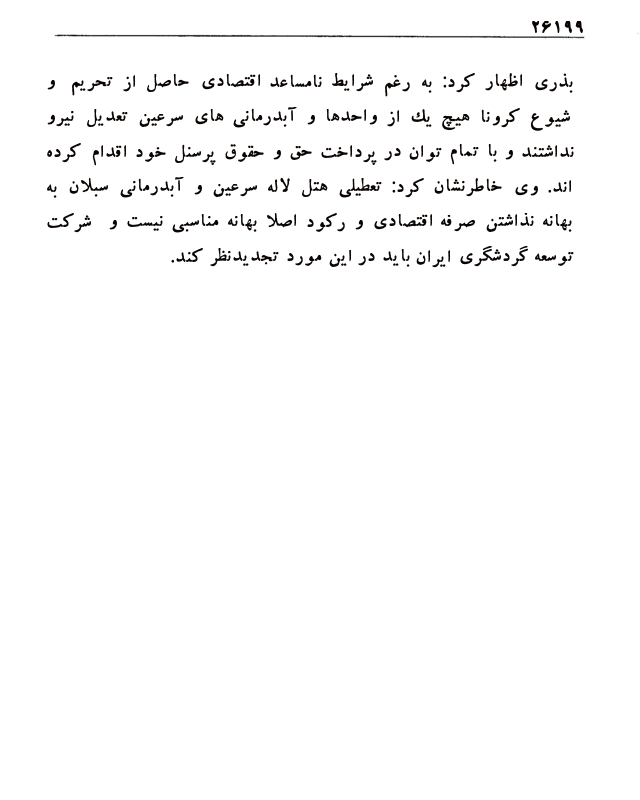 ۲۶۱۹۹
بذری اظهار کرد: به رغم شرایط نامساعد اقتصادی حاصل از تحریم و
شیوع کرونا هیچ یك از واحدها و آبدرمانی های سرعین تعدیل نیرو
نداشتند و با تمام توان در پرداخت حق و حقوق پرسنل خود اقدام کرده
اند. وی خاطرنشان کرد: تعطیلی هتل لاله سرعین و آبدرمانی سبلان به
بهانه نذاشتن صرفه اقتصادی و رکود اصلا بهانه مناسبی نیست و شرکت
توسعه گردشگری ایران باید در این مورد تجدیدنظر کند.